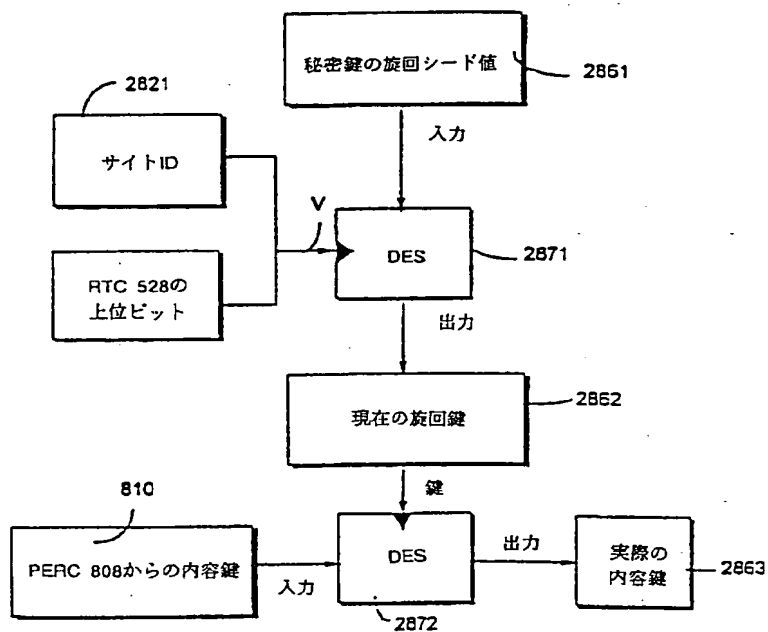 秘密鍵の旋回シード値
2861
2821
入力
サイトID
V
DES
2871
RTC 528の
上位ビット
出力
現在の旋回鍵
2862
810
鍵
PERC 808からの内容鍵
入力
DES
出力
実際の
内容鍵
2863
2872